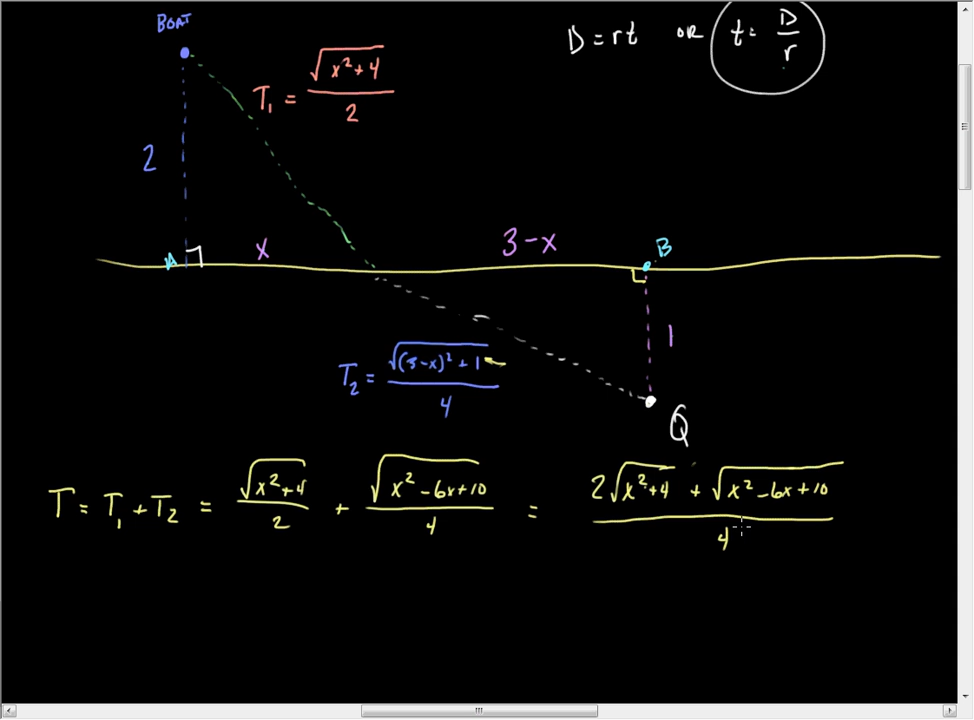 BOAT
D = rt OR t = D/r
T₁ = √(x²+4)/2
2
A
x
3-x
B
1
T₂ = √((3-x)²+1)/4
Q
T = T₁ + T₂ = √(x²+4)/2 + √(x²-6x+10)/4 = (2√(x²+4) + √(x²-6x+10))/4